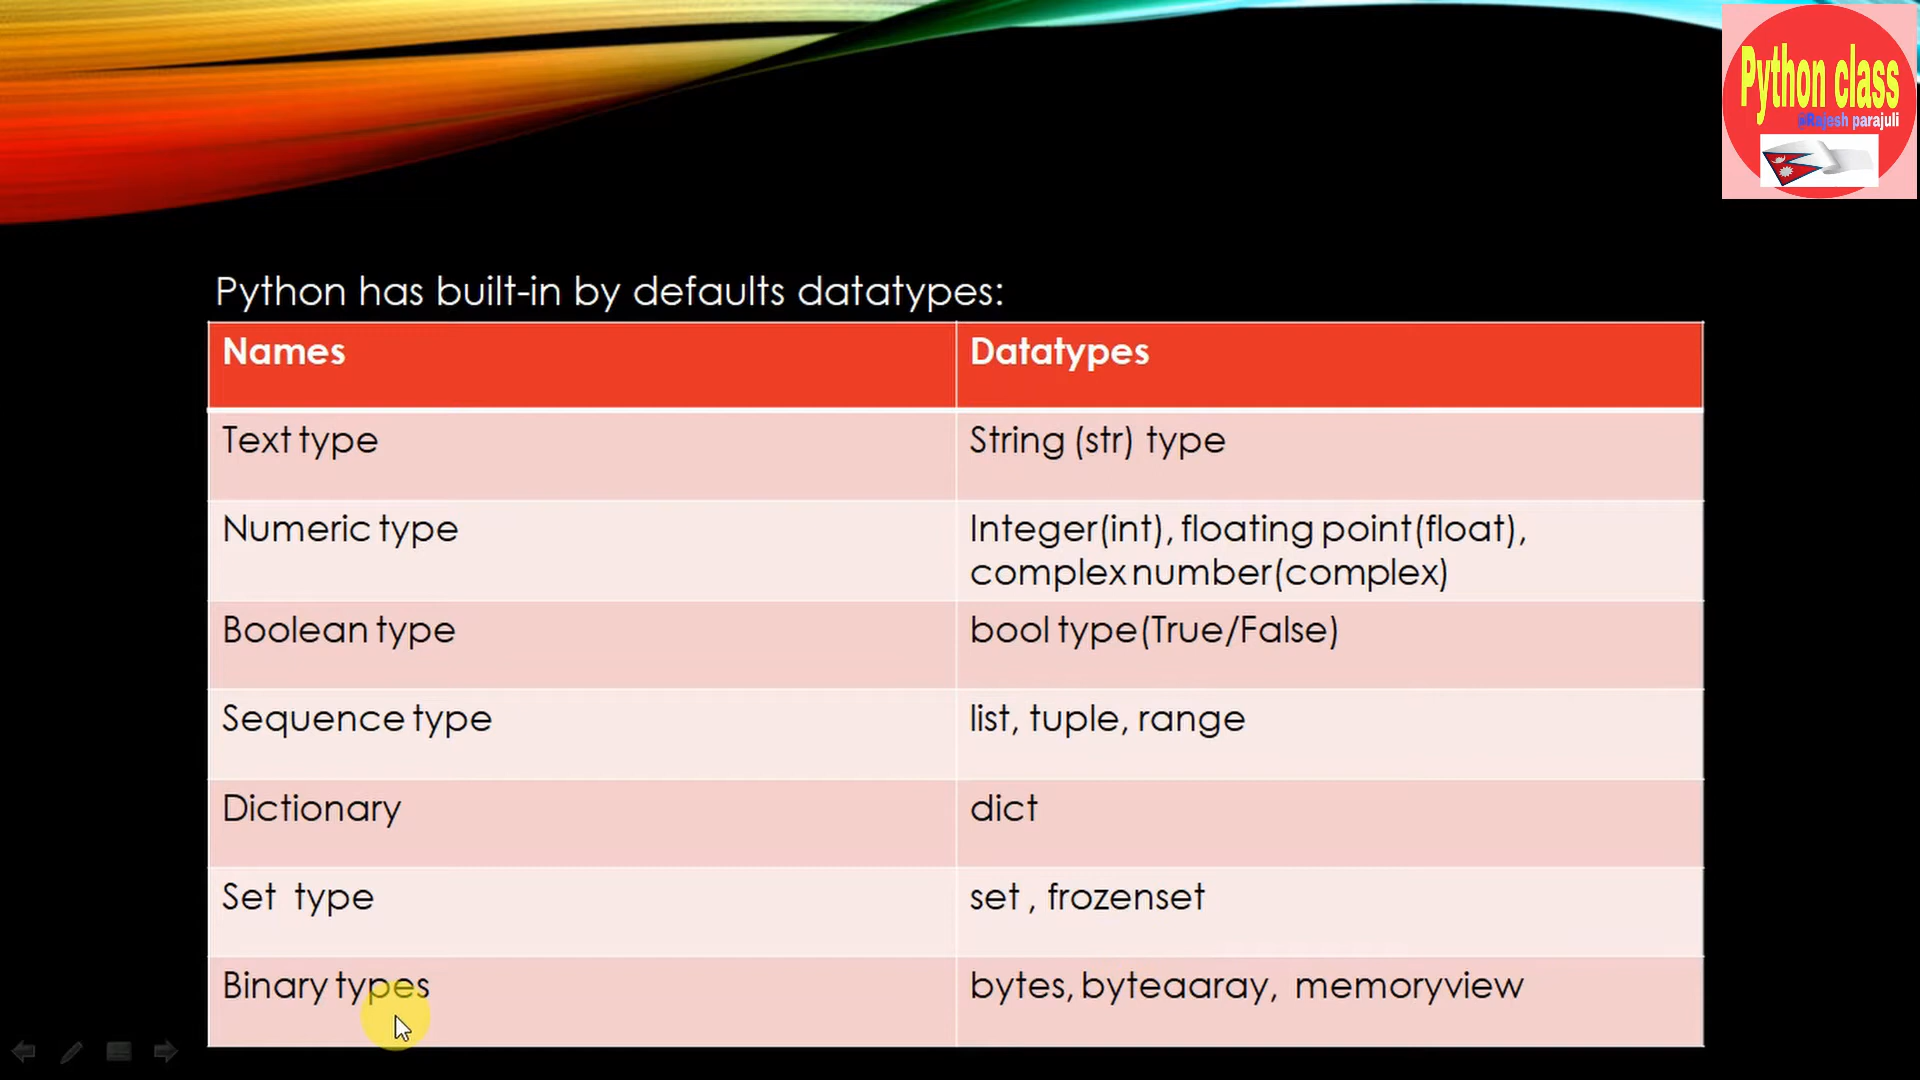 Python class
@Rajesh parajuli
Python has built-in by defaults datatypes:
Names Datatypes
Text type String (str) type
Numeric type Integer(int), floating point(float),
complex number(complex)
Boolean type bool type(True/False)
Sequence type list, tuple, range
Dictionary dict
Set type set , frozenset
Binary types bytes, byteaaray, memoryview